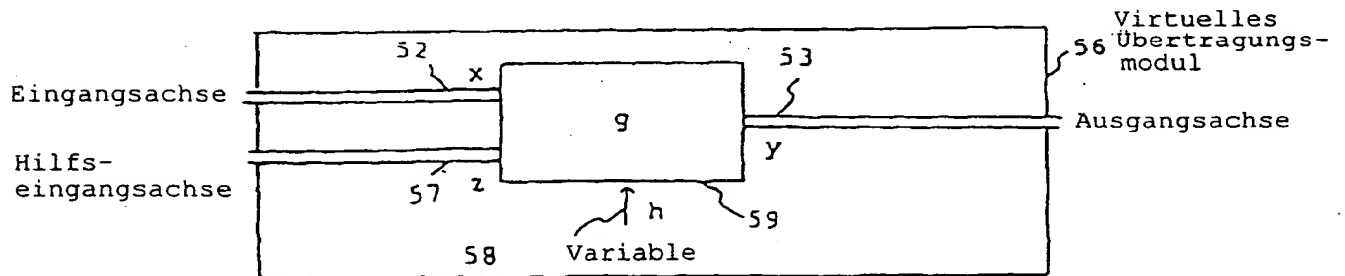 Virtuelles
56 Übertragungs-
modul
52
x
53
Eingangsachse
g
Ausgangsachse
y
Hilfs-
eingangsachse
57
z
h
59
58
Variable